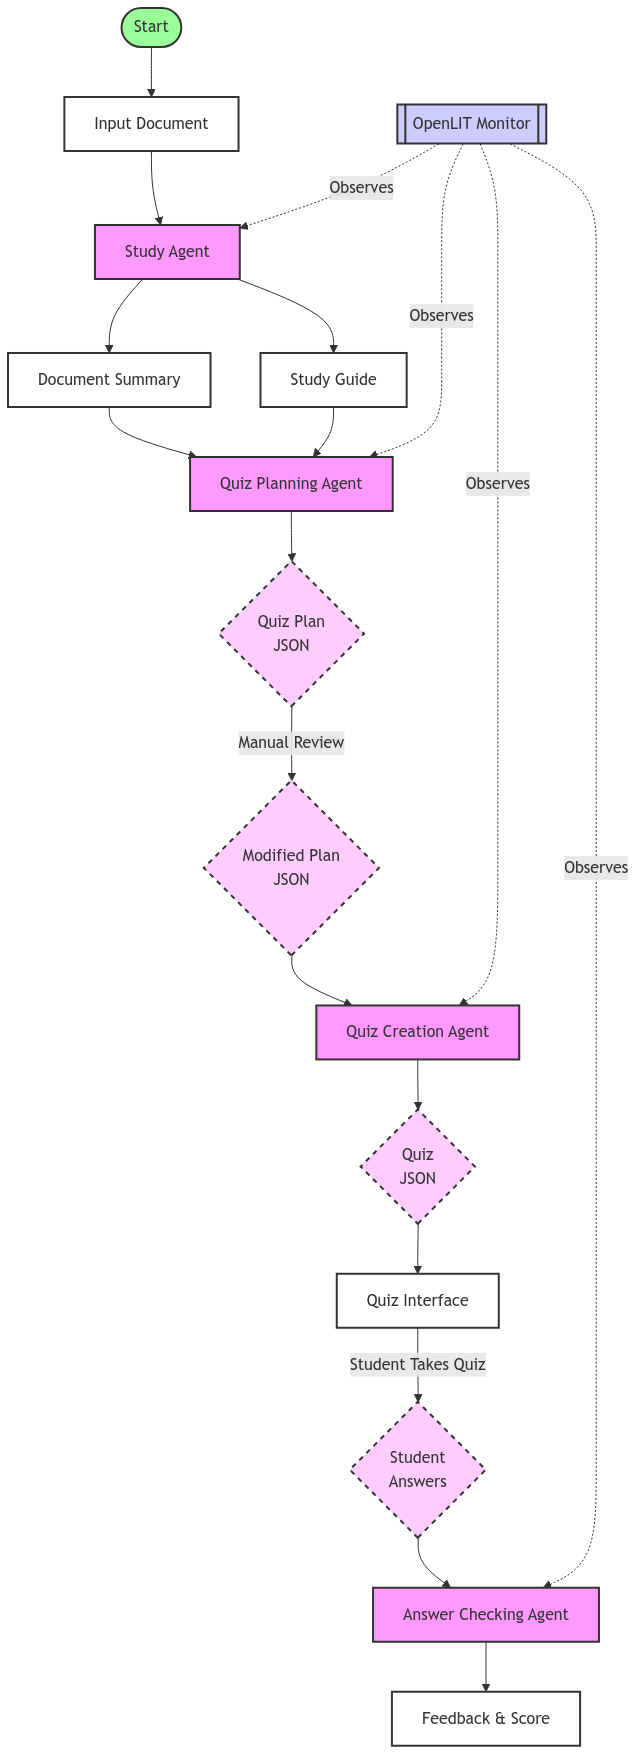 Start
Input Document
OpenLIT Monitor
Observes
Study Agent
Observes
Document Summary
Study Guide
Quiz Planning Agent
Observes
Quiz Plan
JSON
Manual Review
Modified Plan
JSON
Observes
Quiz Creation Agent
Quiz
JSON
Quiz Interface
Student Takes Quiz
Student
Answers
Answer Checking Agent
Feedback & Score